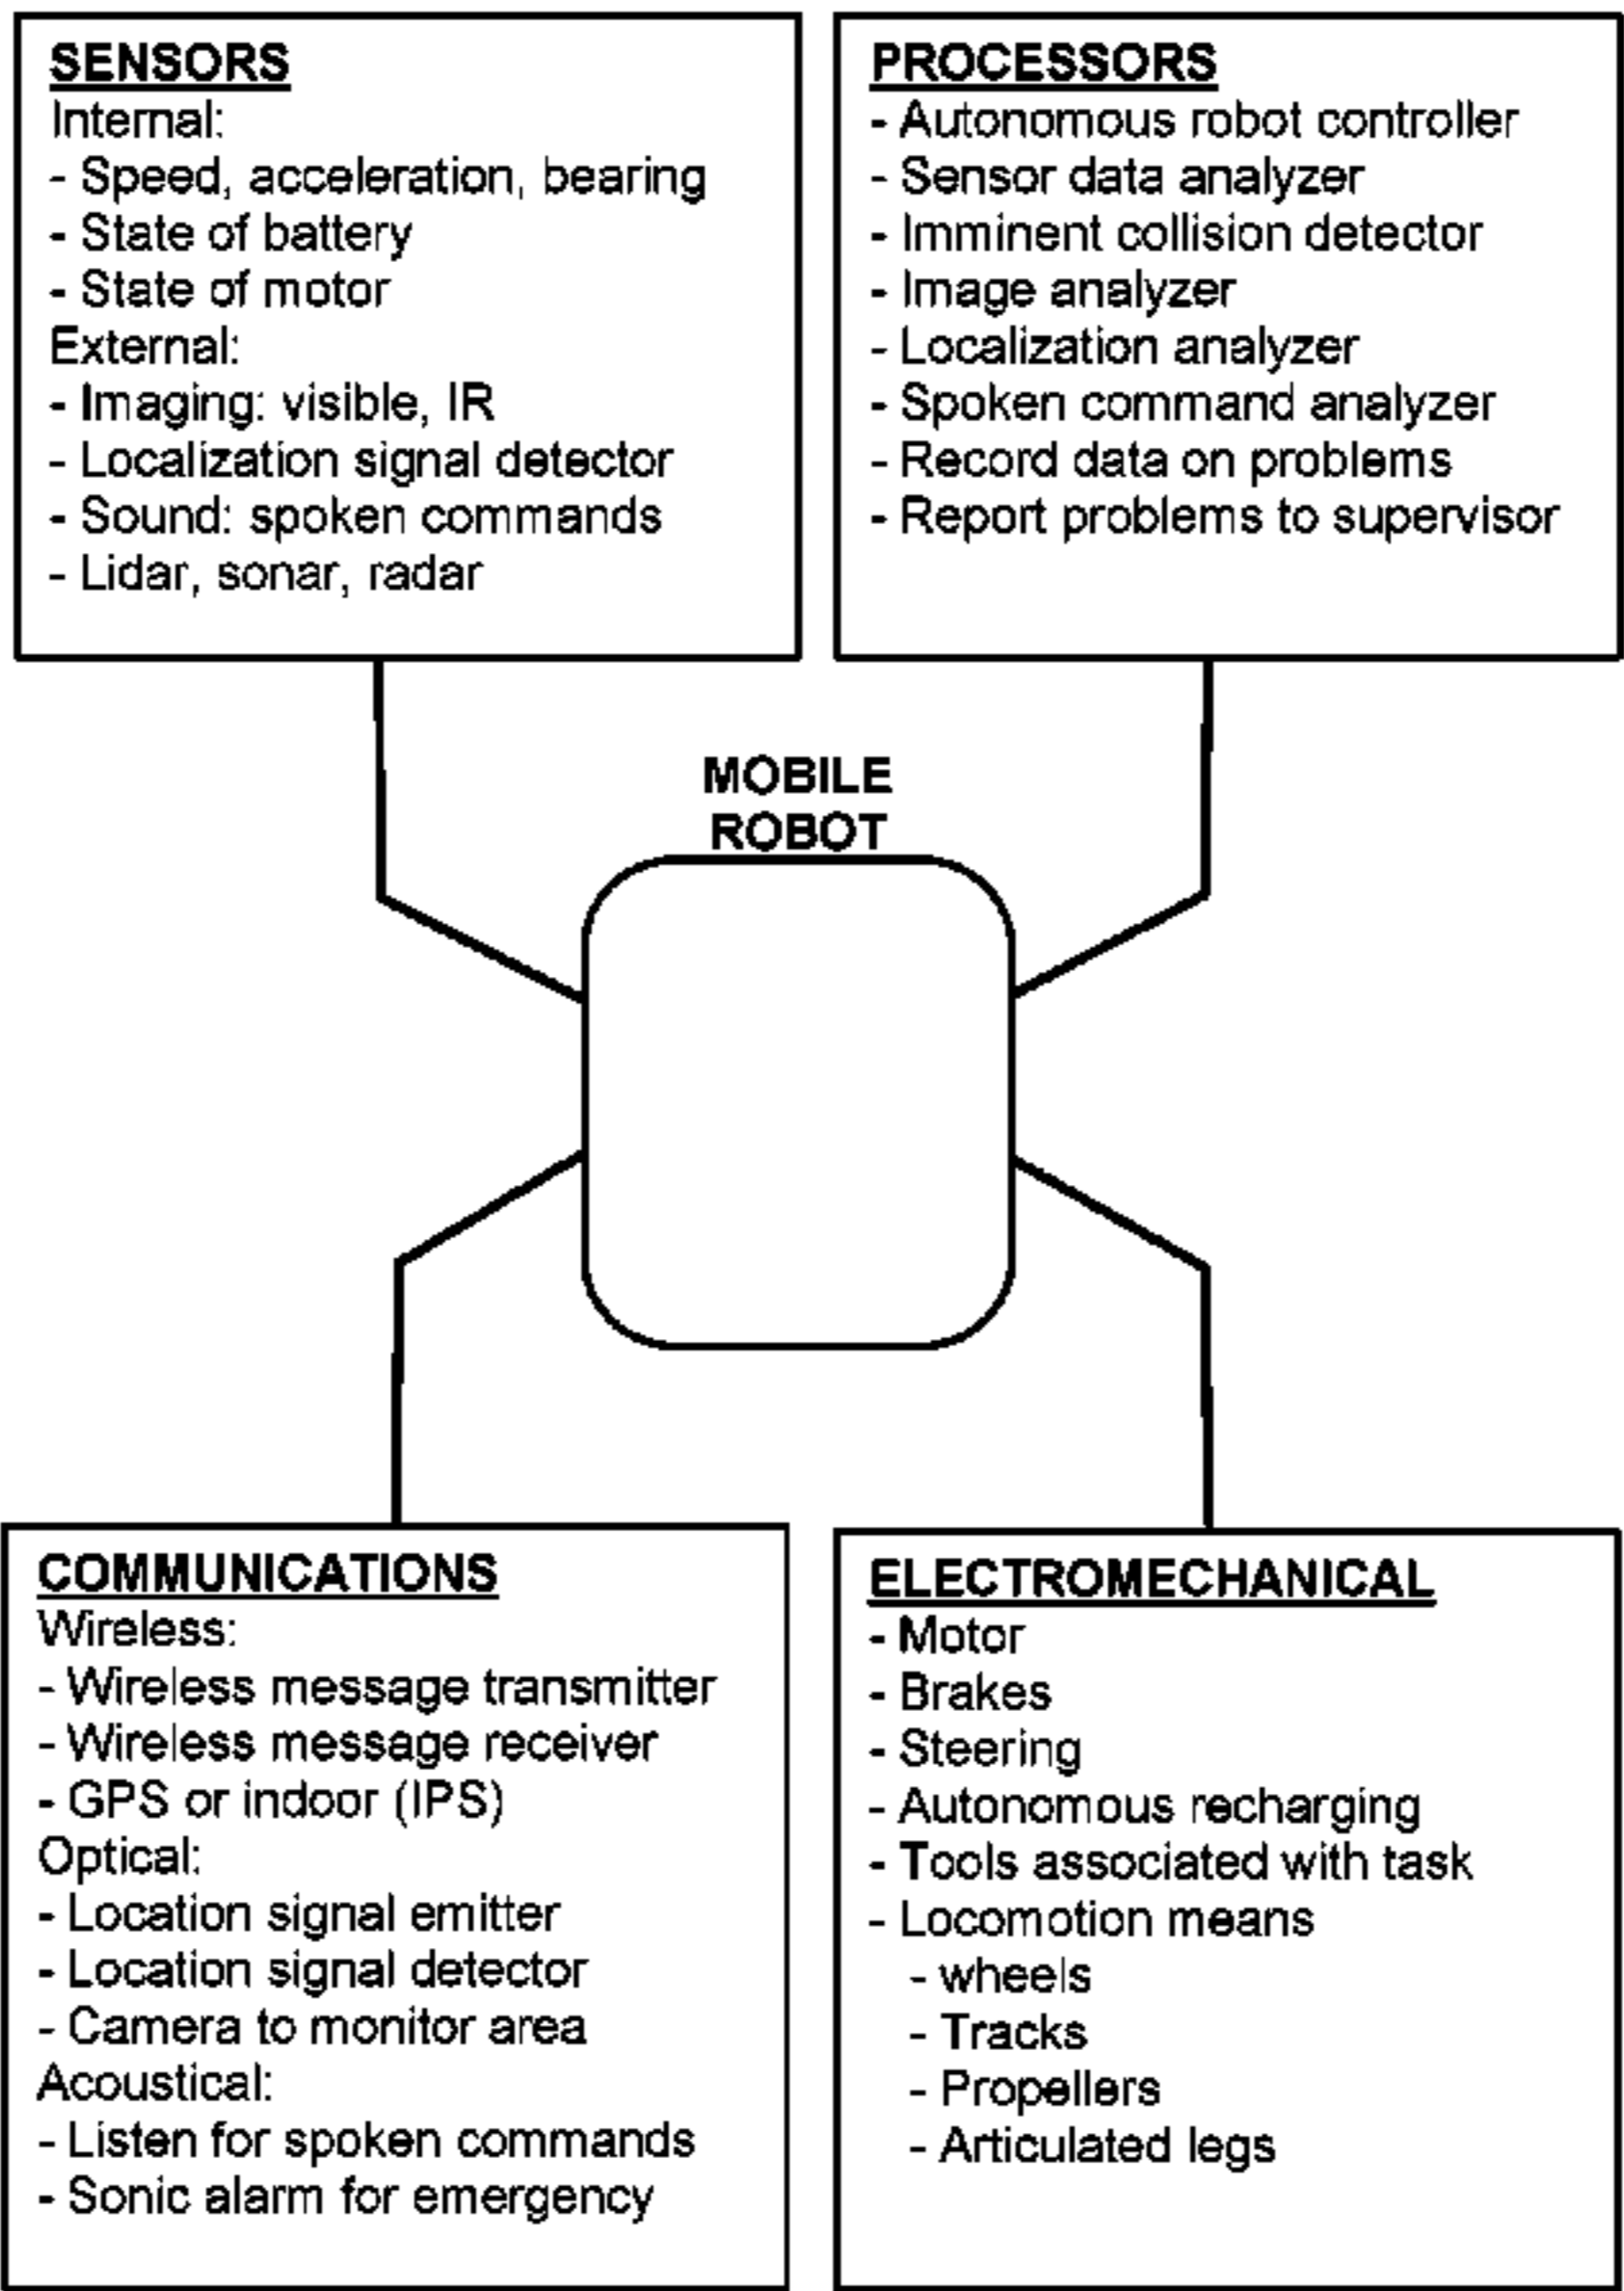 SENSORS
Internal:
- Speed, acceleration, bearing
- State of battery
- State of motor
External:
- Imaging: visible, IR
- Localization signal detector
- Sound: spoken commands
- Lidar, sonar, radar
PROCESSORS
- Autonomous robot controller
- Sensor data analyzer
- Imminent collision detector
- Image analyzer
- Localization analyzer
- Spoken command analyzer
- Record data on problems
- Report problems to supervisor
MOBILE
ROBOT
COMMUNICATIONS
Wireless:
- Wireless message transmitter
- Wireless message receiver
- GPS or indoor (IPS)
Optical:
- Location signal emitter
- Location signal detector
- Camera to monitor area
Acoustical:
- Listen for spoken commands
- Sonic alarm for emergency
ELECTROMECHANICAL
- Motor
- Brakes
- Steering
- Autonomous recharging
- Tools associated with task
- Locomotion means
- wheels
- Tracks
- Propellers
- Articulated legs